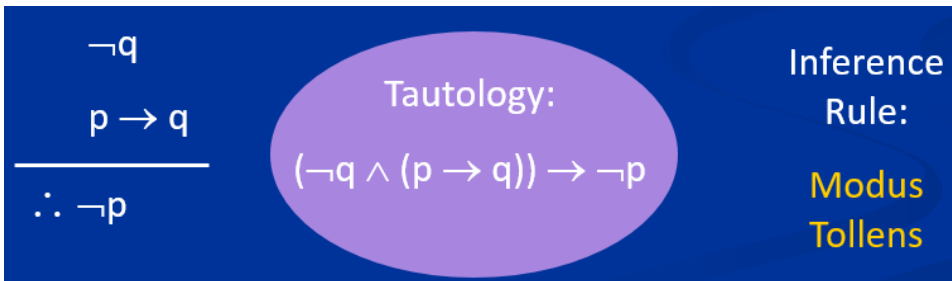 ¬q
p → q
∴ ¬p
Tautology:
(¬q ∧ (p → q)) → ¬p
Inference
Rule:
Modus
Tollens